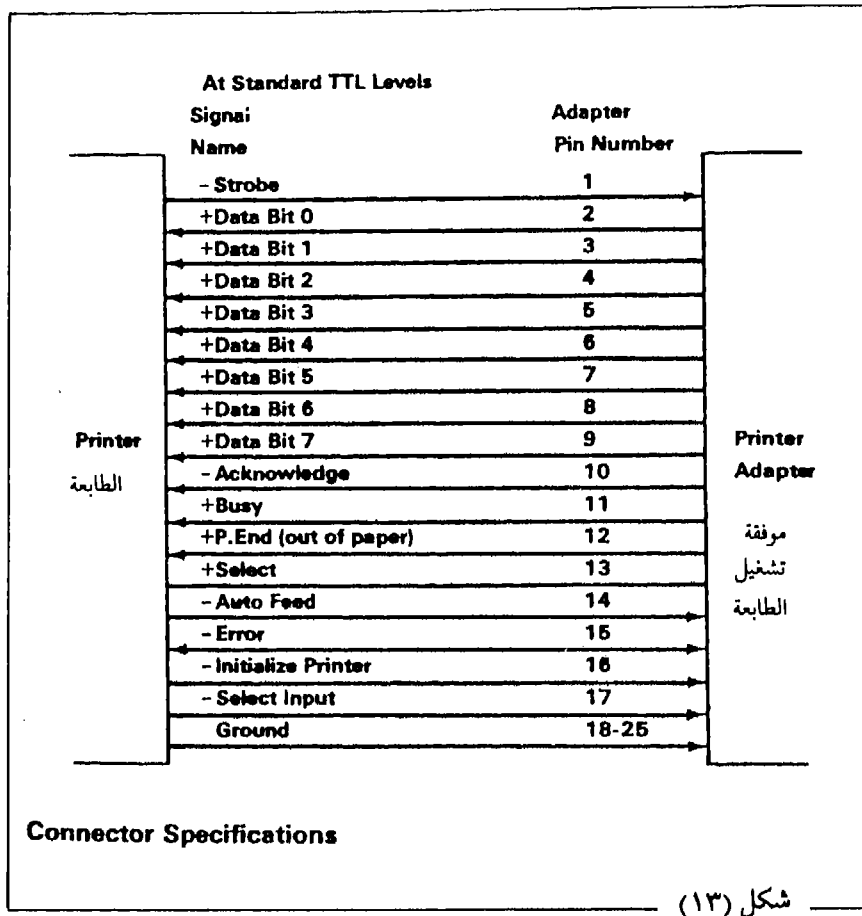 At Standard TTL Levels
Signal Adapter
Name Pin Number
- Strobe 1
+Data Bit 0 2
+Data Bit 1 3
+Data Bit 2 4
+Data Bit 3 5
+Data Bit 4 6
+Data Bit 5 7
+Data Bit 6 8
Printer +Data Bit 7 9 Printer
الطابعة - Acknowledge 10 Adapter
+Busy 11
+P.End (out of paper) 12 موفقة
+Select 13 تشغيل
- Auto Feed 14 الطابعة
- Error 15
- Initialize Printer 16
- Select Input 17
Ground 18-25
Connector Specifications
شكل (١٣)